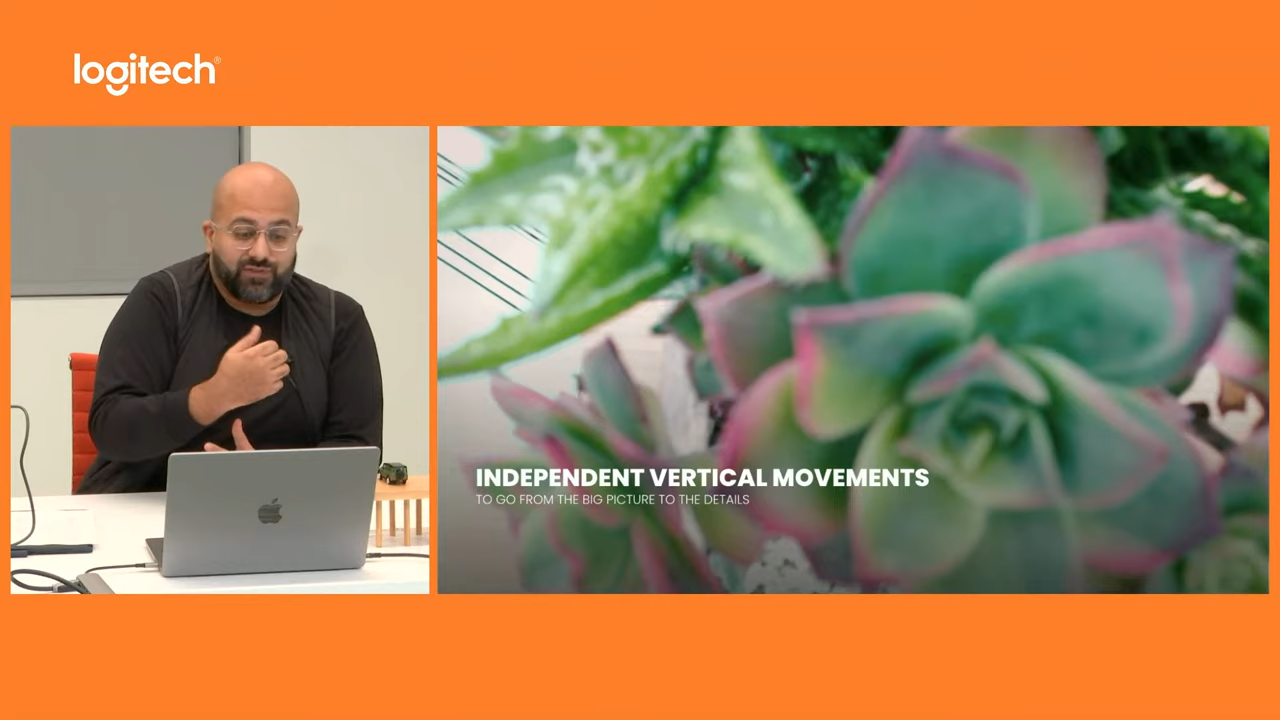 logitech®
INDEPENDENT VERTICAL MOVEMENTS
TO GO FROM THE BIG PICTURE TO THE DETAILS